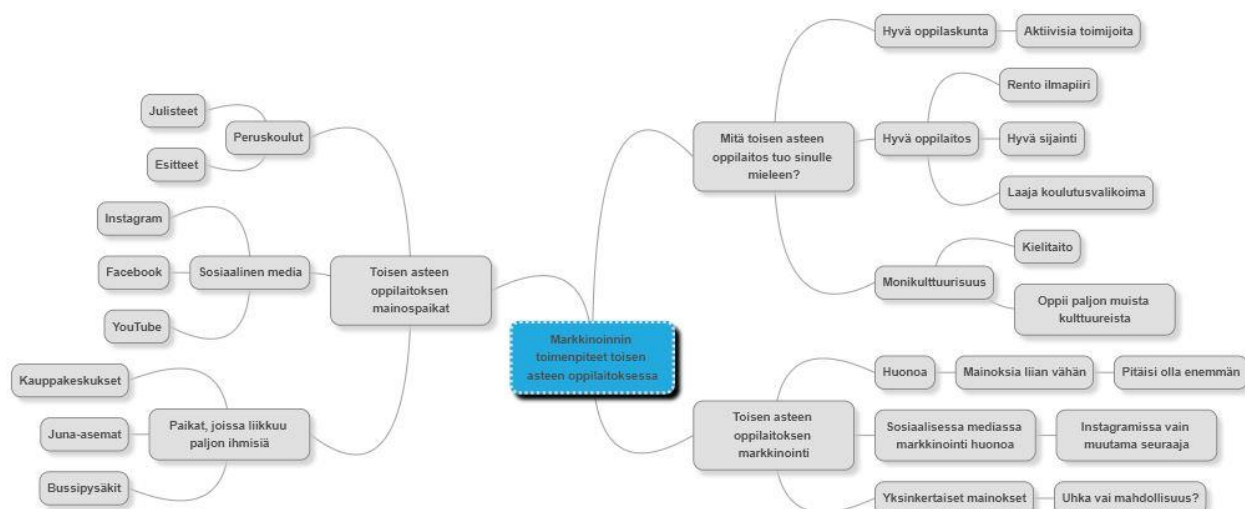 Markkinoinnin
toimenpiteet toisen
asteen oppilaitoksessa
Toisen asteen
oppilaitoksen
mainospaikat
Peruskoulut
Julisteet
Esitteet
Sosiaalinen media
Instagram
Facebook
YouTube
Paikat, joissa liikkuu
paljon ihmisiä
Kauppakeskukset
Juna-asemat
Bussipysäkit
Mitä toisen asteen
oppilaitos tuo sinulle
mieleen?
Hyvä oppilaskunta
Aktiivisia toimijoita
Hyvä oppilaitos
Rento ilmapiiri
Hyvä sijainti
Laaja koulutusvalikoima
Monikulttuurisuus
Kielitaito
Oppii paljon muista
kulttuureista
Toisen asteen
oppilaitoksen
markkinointi
Huonoa
Mainoksia liian vähän
Pitäisi olla enemmän
Sosiaalisessa mediassa
markkinointi huonoa
Instagramissa vain
muutama seuraaja
Yksinkertaiset mainokset
Uhka vai mahdollisuus?